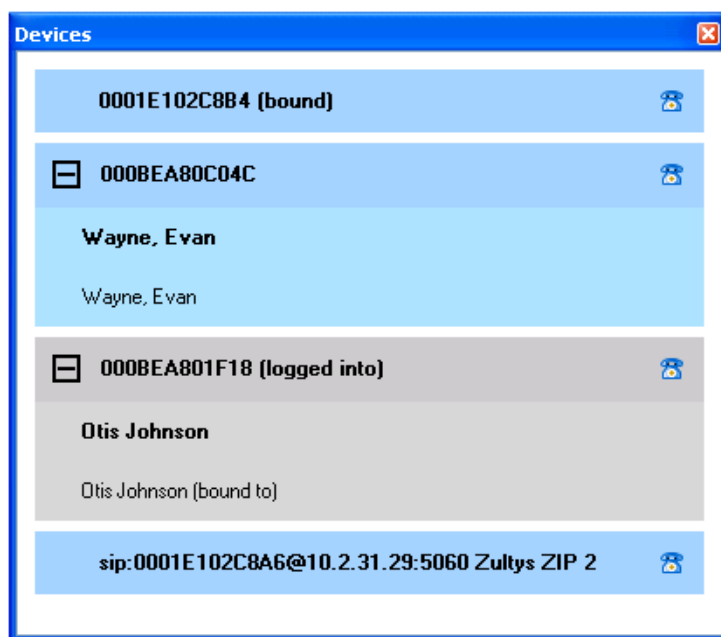 Devices
0001E102C8B4 (bound)
000BEA80C04C
Wayne, Evan
Wayne, Evan
000BEA801F18 (logged into)
Otis Johnson
Otis Johnson (bound to)
sip:0001E102C8A6@10.2.31.29:5060 Zultys ZIP 2